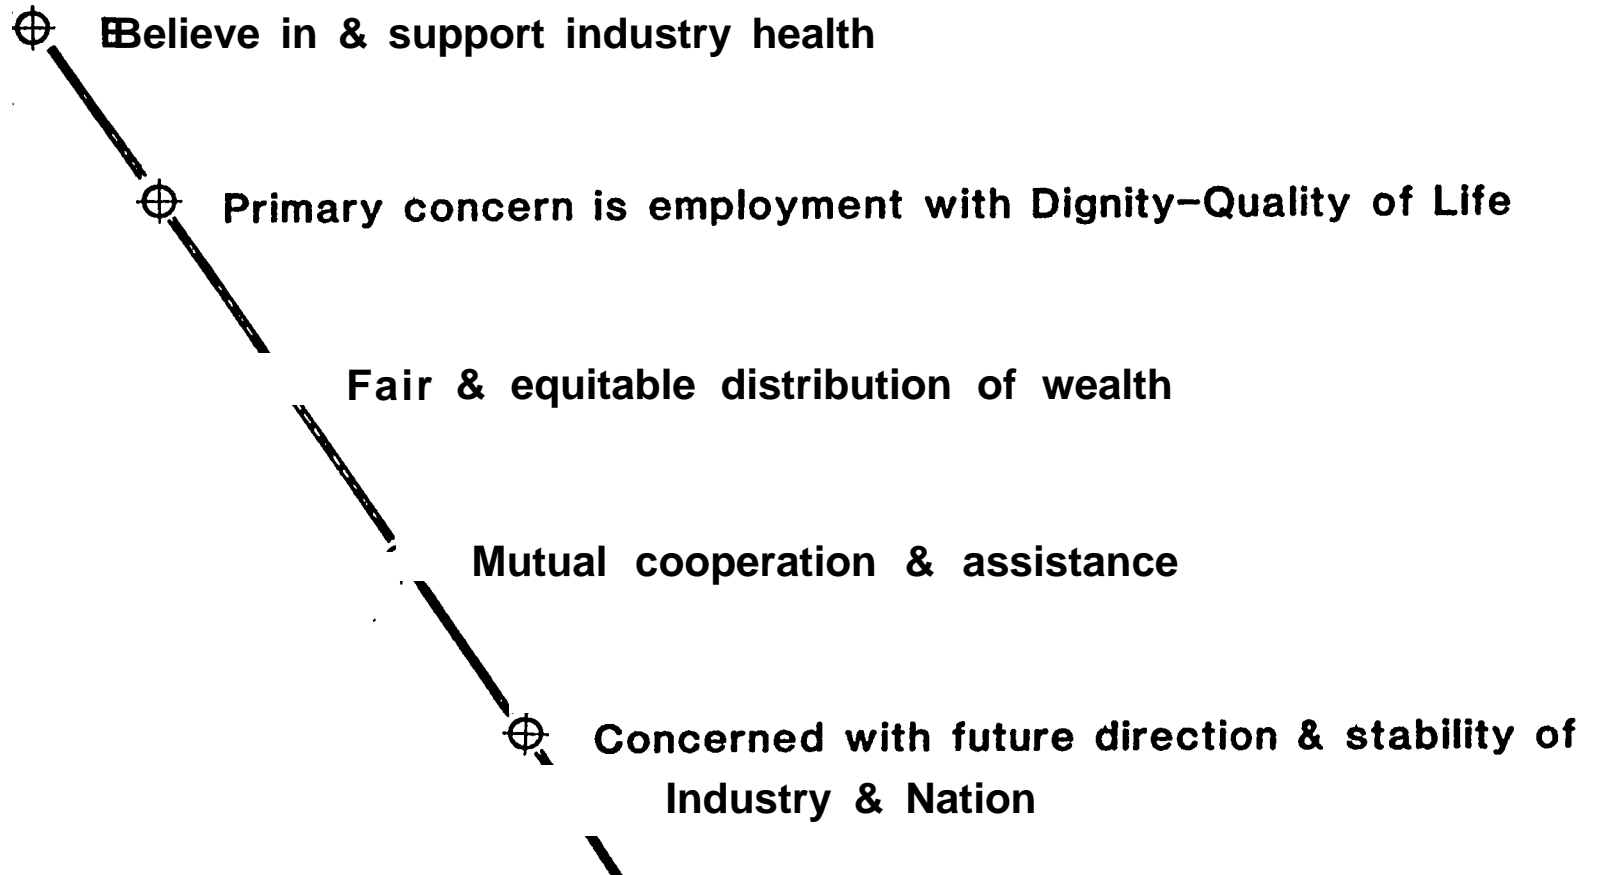 Believe in & support industry health
Primary concern is employment with Dignity-Quality of Life
Fair & equitable distribution of wealth
Mutual cooperation & assistance
Concerned with future direction & stability of
Industry & Nation